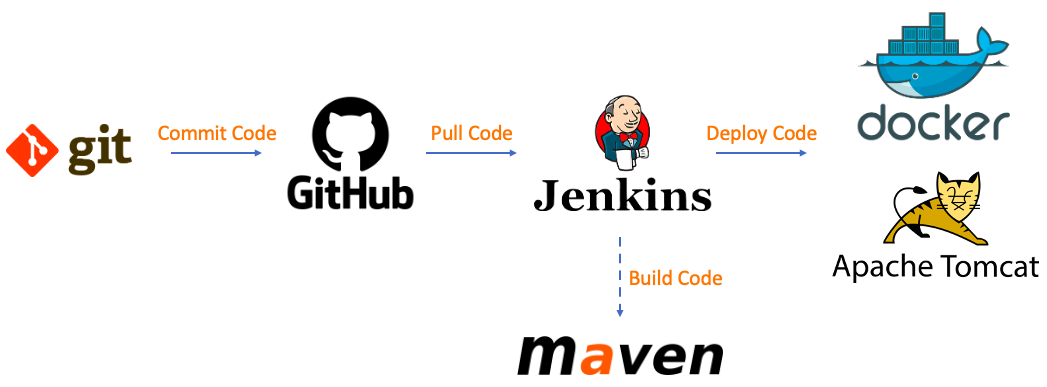 git
Commit Code
GitHub
Pull Code
Jenkins
Deploy Code
docker
Apache Tomcat
Build Code
maven